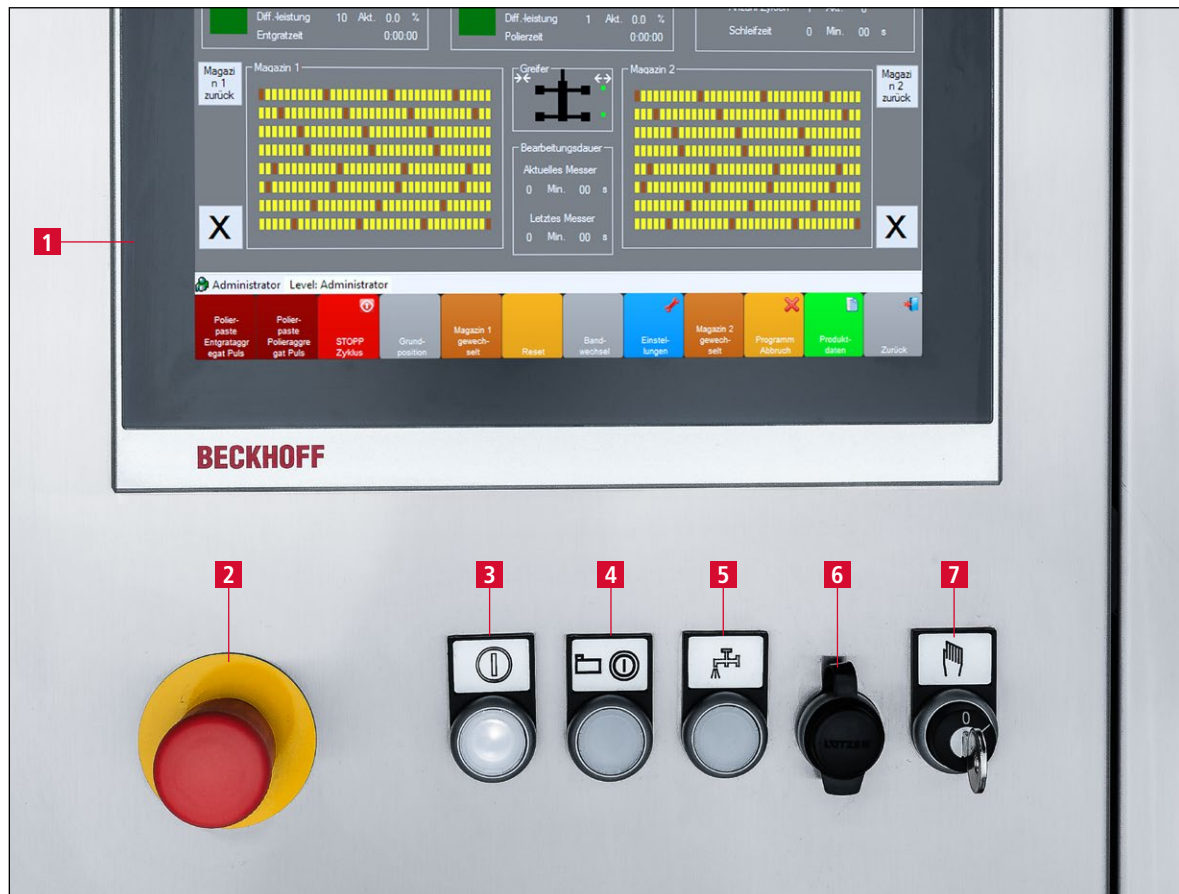 Diff.-leistung 10 Akt. 0.0 %
Entgratzeit 0:00:00
Diff.-leistung 1 Akt. 0.0 %
Polierzeit 0:00:00
Schleifzeit 0 Min. 00 s
Magazi
n 1
zurück
Magazin 1
Greifer
Magazin 2
Magazi
n 2
zurück
Bearbeitungsdauer
Aktuelles Messer
0 Min. 00 s
Letztes Messer
0 Min. 00 s
X
X
1
Administrator Level: Administrator
Polier-
paste
Entgrataggr
egat Puls
Polier-
paste
Polieraggre
gat Puls
STOPP
Zyklus
Grund-
position
Magazin 1
gewech-
selt
Reset
Band-
wechsel
Einstel-
lungen
Magazin 2
gewech-
selt
Programm
Abbruch
Produkt-
daten
Zurück
BECKHOFF
2
3
4
5
6
7
LÜTZE
0